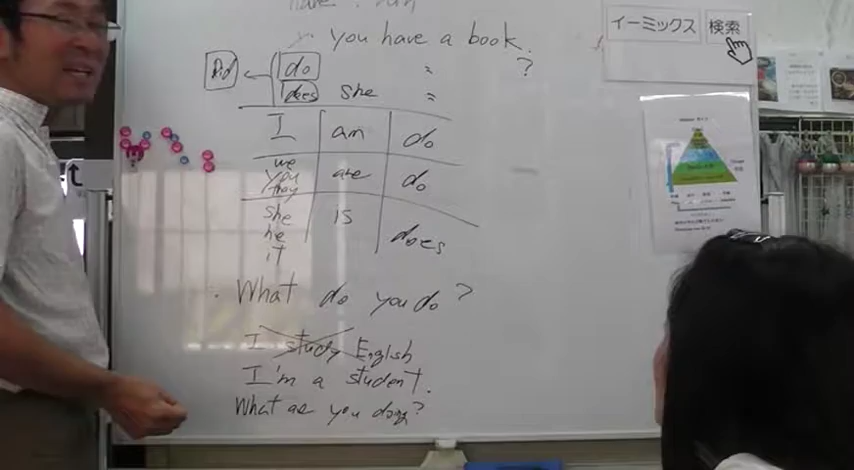 have
you have a book.
Did do " ?
does she "
I am do
we
you are do
they
she is
he does
it
What do you do?
I study English
I'm a student.
What are you doing?
イーミックス 検索